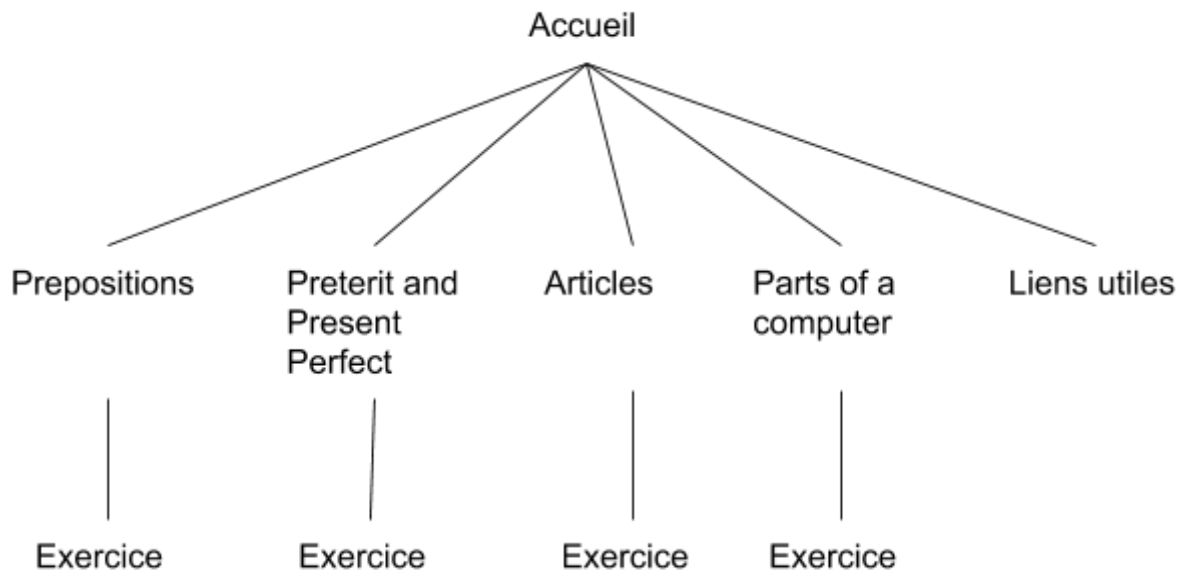 Accueil
Prepositions
Preterit and
Present
Perfect
Articles
Parts of a
computer
Liens utiles
Exercice
Exercice
Exercice
Exercice